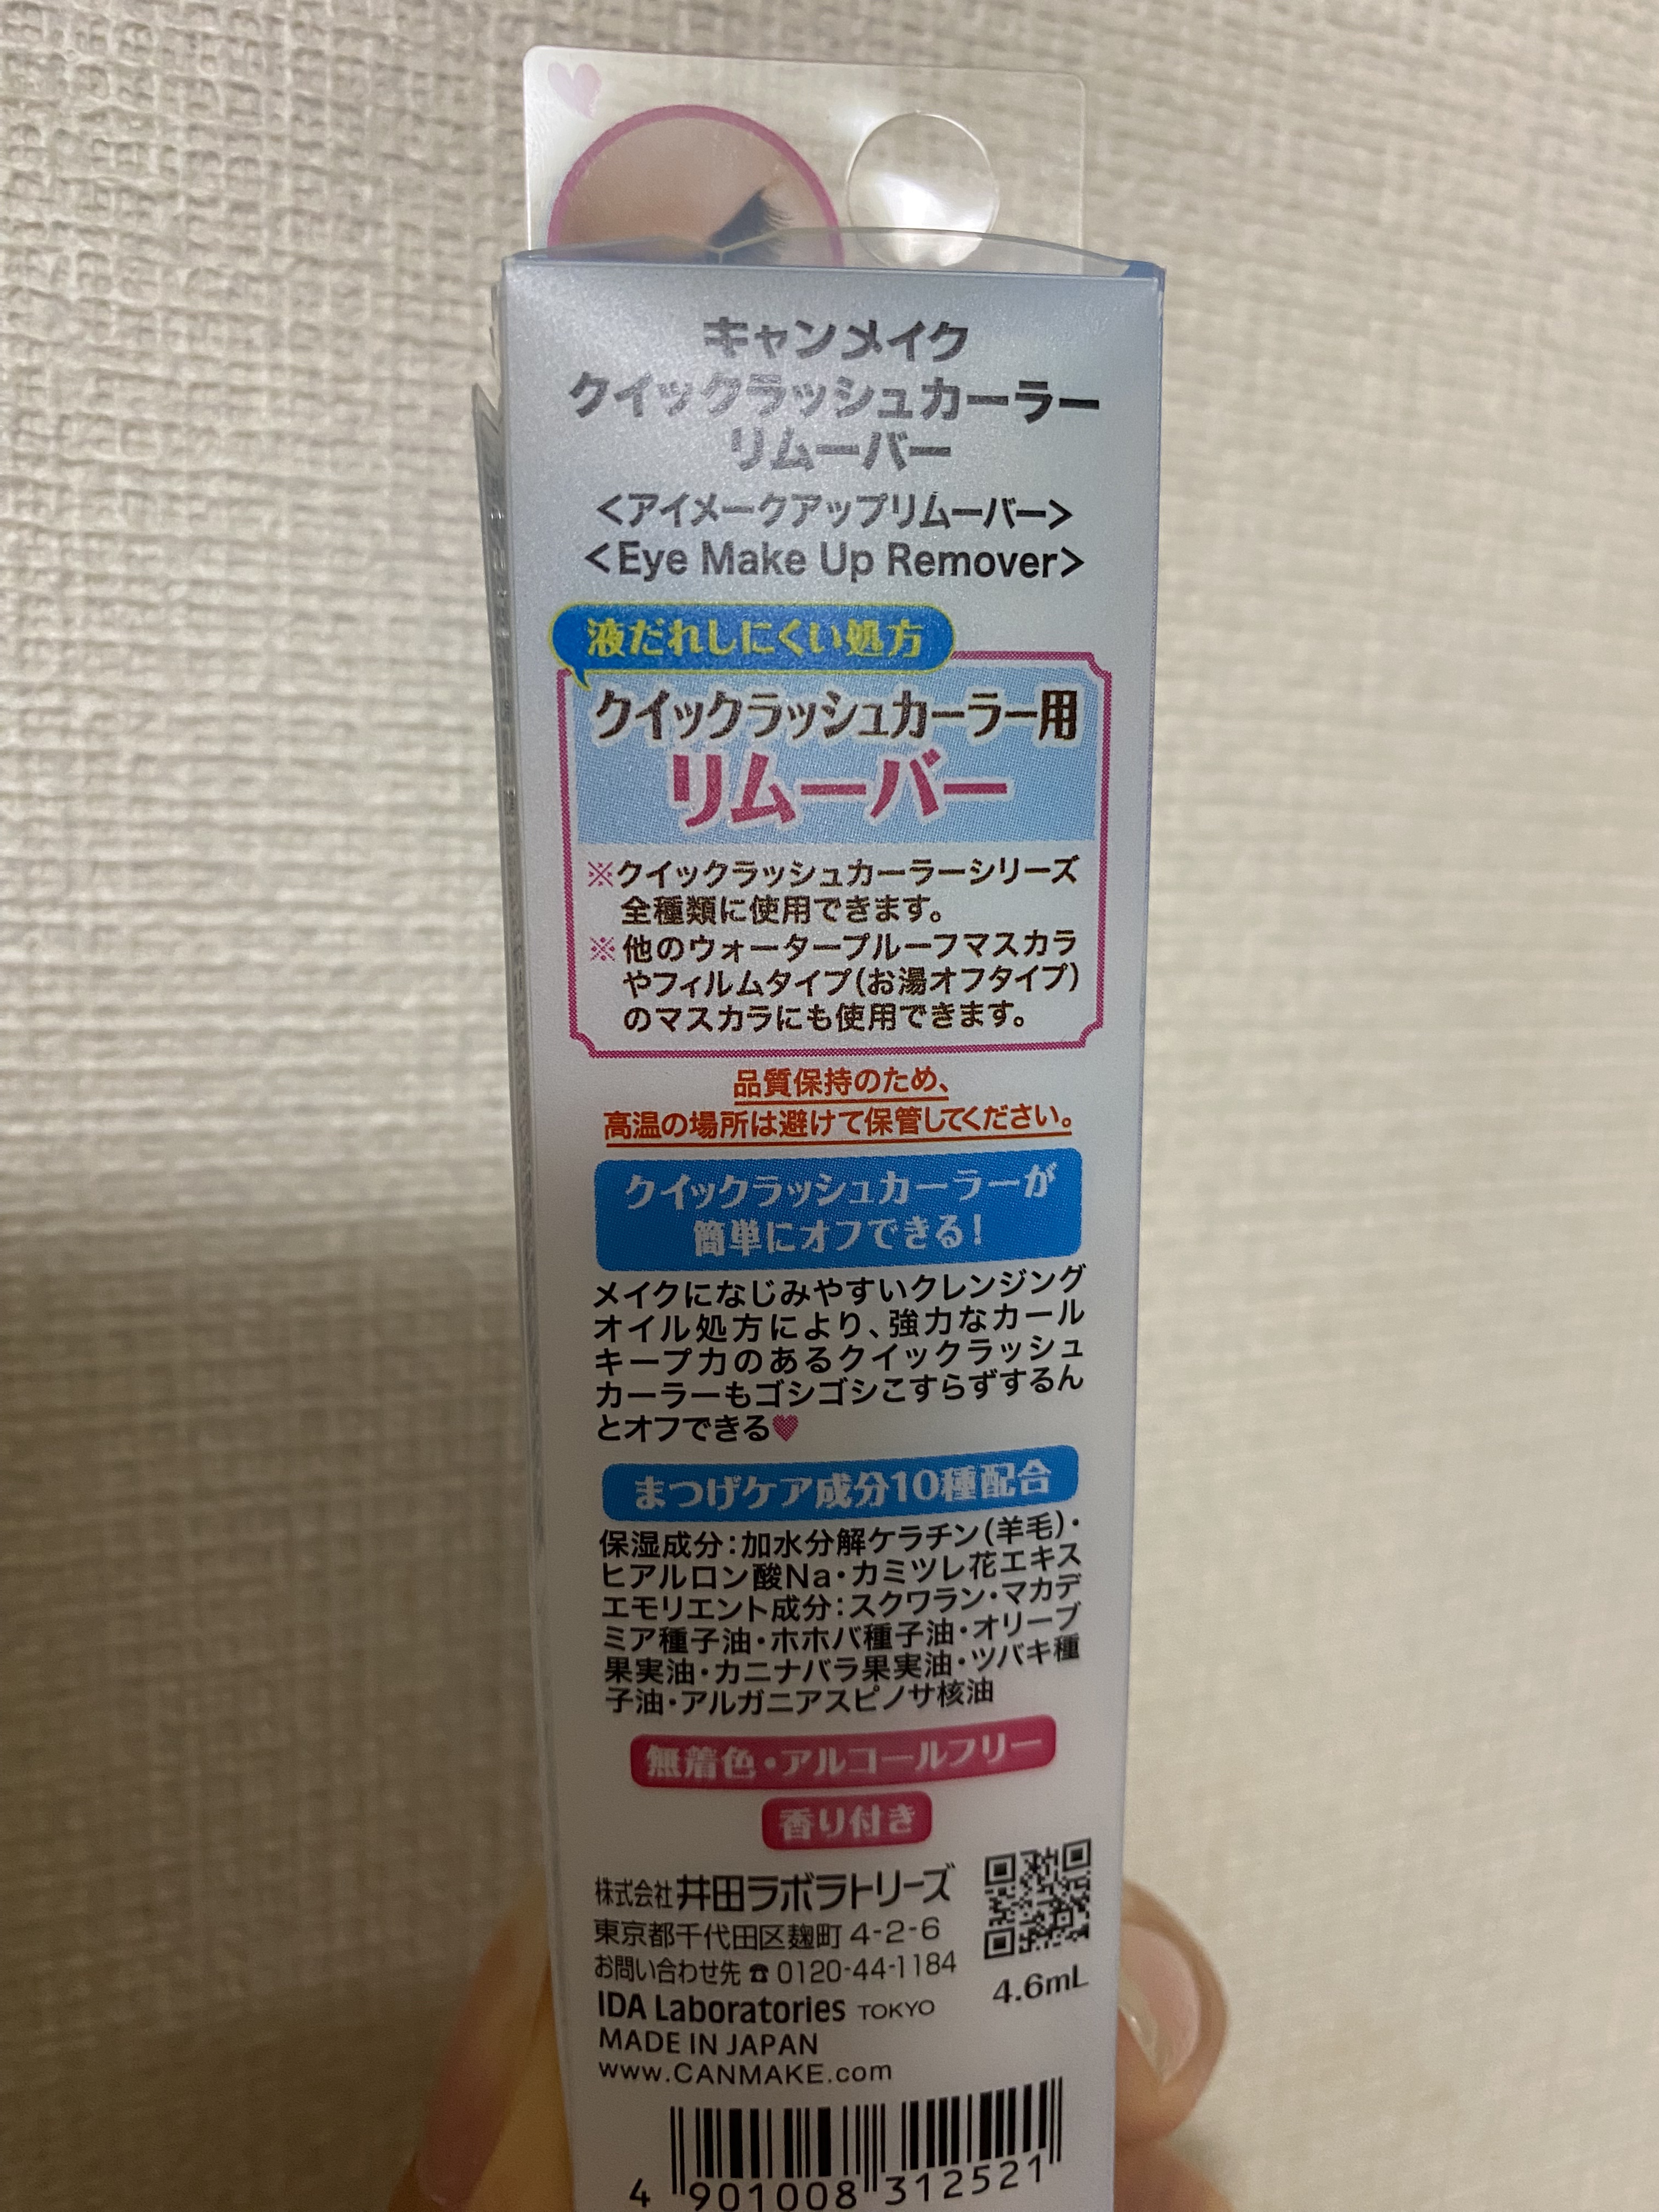 キャンメイク
クイックラッシュカーラー
リムーバー
<アイメークアップリムーバー>
<Eye Make Up Remover>
液だれしにくい処方
クイックラッシュカーラー用
リムーバー
※クイックラッシュカーラーシリーズ
全種類に使用できます。
※他のウォータープルーフマスカラ
やフィルムタイプ(お湯オフタイプ)
のマスカラにも使用できます。
品質保持のため、
高温の場所は避けて保管してください。
クイックラッシュカーラーが
簡単にオフできる!
メイクになじみやすいクレンジング
オイル処方により、強力なカール
キープ力のあるクイックラッシュ
カーラーもゴシゴシこすらずするん
とオフできる♥
まつげケア成分10種配合
保湿成分:加水分解ケラチン(羊毛)・
ヒアルロン酸Na・カミツレ花エキス
エモリエント成分:スクワラン・マカデ
ミア種子油・ホホバ種子油・オリーブ
果実油・カニナバラ果実油・ツバキ種
子油・アルガニアスピノサ核油
無着色・アルコールフリー
香り付き
株式会社井田ラボラトリーズ
東京都千代田区麹町 4-2-6
お問い合わせ先 ☎ 0120-44-1184
IDA Laboratories TOKYO
4.6mL
MADE IN JAPAN
www.CANMAKE.com
4 901008 312521